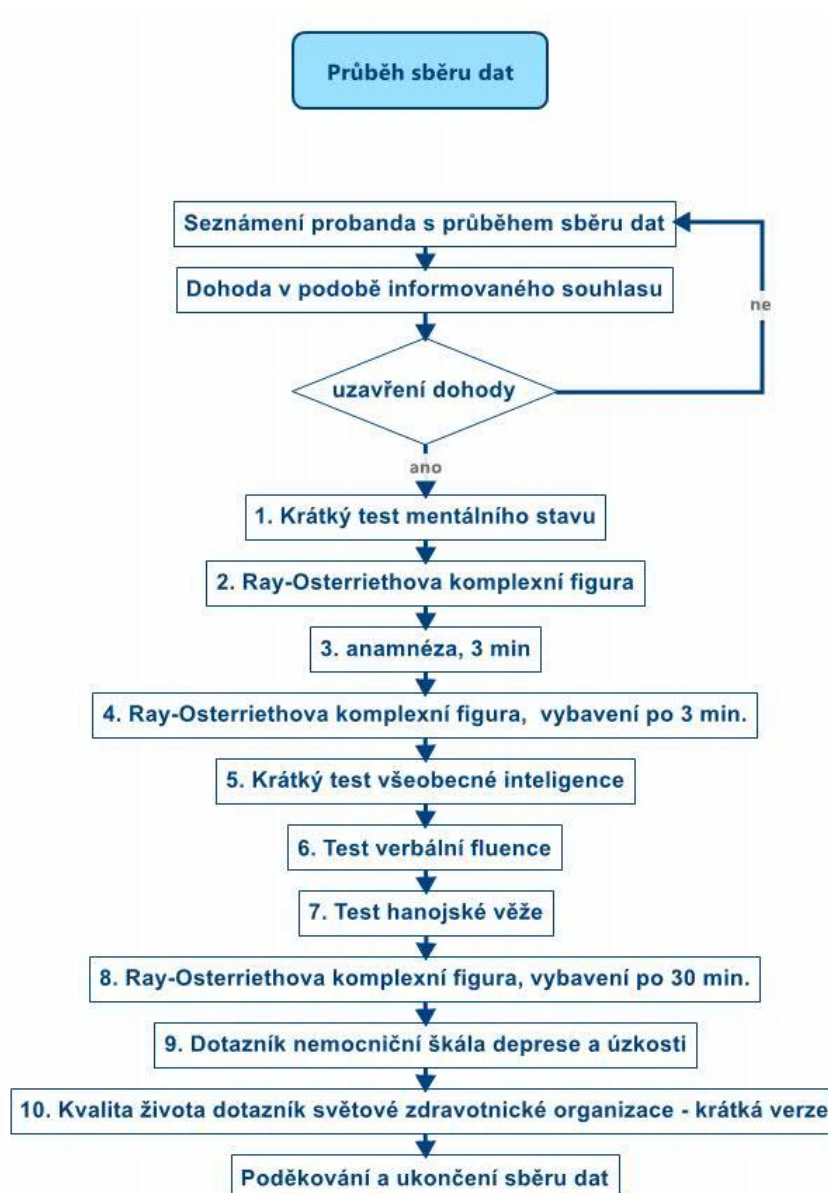 Průběh sběru dat
Seznámení probanda s průběhem sběru dat
Dohoda v podobě informovaného souhlasu
ne
uzavření dohody
ano
1. Krátký test mentálního stavu
2. Ray-Osterriethova komplexní figura
3. anamnéza, 3 min
4. Ray-Osterriethova komplexní figura, vybavení po 3 min.
5. Krátký test všeobecné inteligence
6. Test verbální fluence
7. Test hanojské věže
8. Ray-Osterriethova komplexní figura, vybavení po 30 min.
9. Dotazník nemocniční škála deprese a úzkosti
10. Kvalita života dotazník světové zdravotnické organizace - krátká verze
Poděkování a ukončení sběru dat